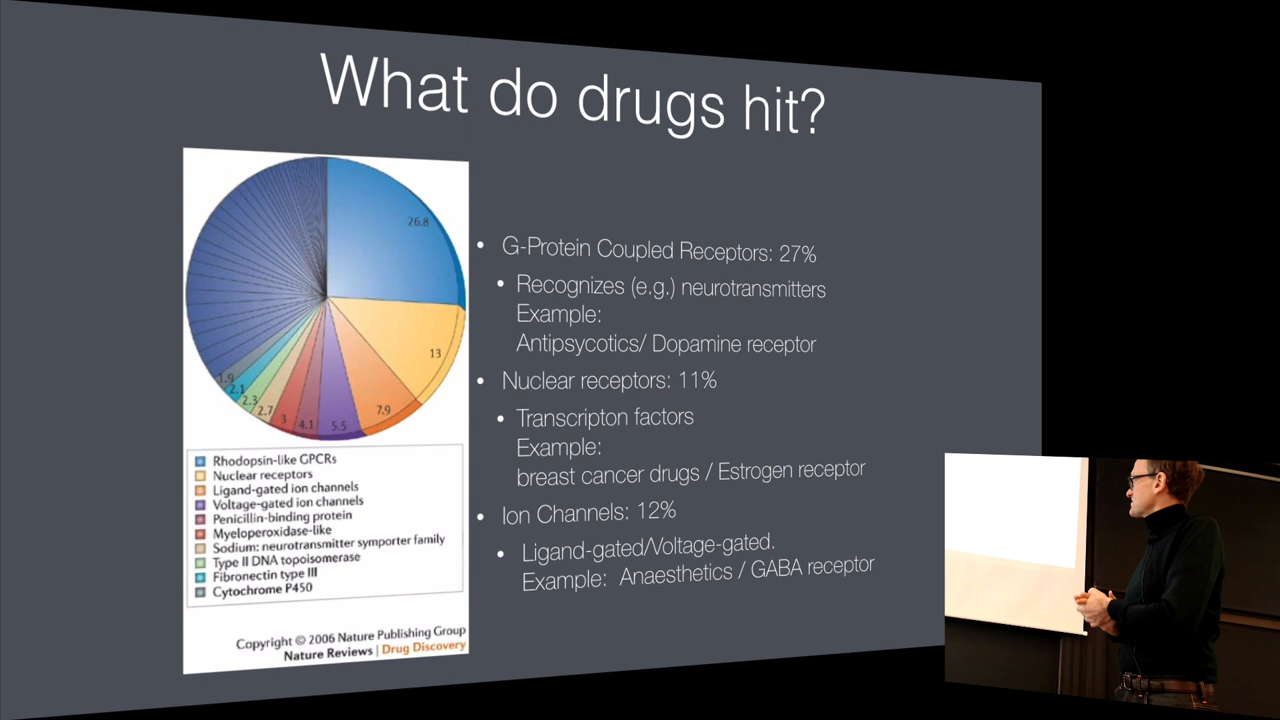 What do drugs hit?
26.8
13
7.9
5.5
4.1
3
2.7
2.3
2.1
1.9
Rhodopsin-like GPCRs
Nuclear receptors
Ligand-gated ion channels
Voltage-gated ion channels
Penicillin-binding protein
Myeloperoxidase-like
Sodium: neurotransmitter symporter family
Type II DNA topoisomerase
Fibronectin type III
Cytochrome P450
Copyright © 2006 Nature Publishing Group
Nature Reviews | Drug Discovery
• G-Protein Coupled Receptors: 27%
• Recognizes (e.g.) neurotransmitters
Example:
Antipsycotics/ Dopamine receptor
• Nuclear receptors: 11%
• Transcripton factors
Example:
breast cancer drugs / Estrogen receptor
• Ion Channels: 12%
• Ligand-gated/Voltage-gated.
Example: Anaesthetics / GABA receptor